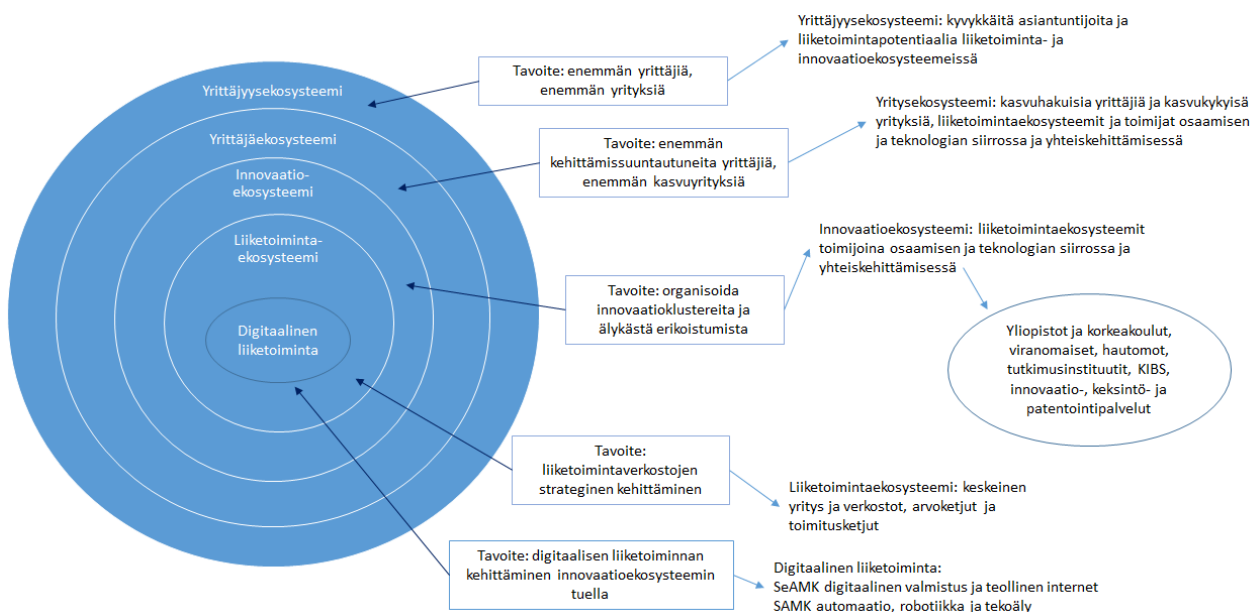 Yrittäjyysekosysteemi
Yrittäjäekosysteemi
Innovaatio-
ekosysteemi
Liiketoiminta-
ekosysteemi
Digitaalinen
liiketoiminta
Tavoite: enemmän yrittäjiä,
enemmän yrityksiä
Yrittäjyysekosysteemi: kyvykkäitä asiantuntijoita ja
liiketoimintapotentiaalia liiketoiminta- ja
innovaatioekosysteemeissä
Tavoite: enemmän
kehittämissuuntautuneita yrittäjiä,
enemmän kasvuyrityksiä
Yritysekosysteemi: kasvuhakuisia yrittäjiä ja kasvukykyisä
yrityksiä, liiketoimintaekosysteemit ja toimijat osaamisen
ja teknologian siirrossa ja yhteiskehittämisessä
Tavoite: organisoida
innovaatioklustereita ja
älykästä erikoistumista
Innovaatioekosysteemi: liiketoimintaekosysteemit
toimijoina osaamisen ja teknologian siirrossa ja
yhteiskehittämisessä
Yliopistot ja korkeakoulut,
viranomaiset, hautomot,
tutkimusinstituutit, KIBS,
innovaatio-, keksintö- ja
patentointipalvelut
Tavoite:
liiketoimintaverkostojen
strateginen kehittäminen
Liiketoimintaekosysteemi: keskeinen
yritys ja verkostot, arvoketjut ja
toimitusketjut
Tavoite: digitaalisen liiketoiminnan
kehittäminen innovaatioekosysteemin
tuella
Digitaalinen liiketoiminta:
SeAMK digitaalinen valmistus ja teollinen internet
SAMK automaatio, robotiikka ja tekoäly